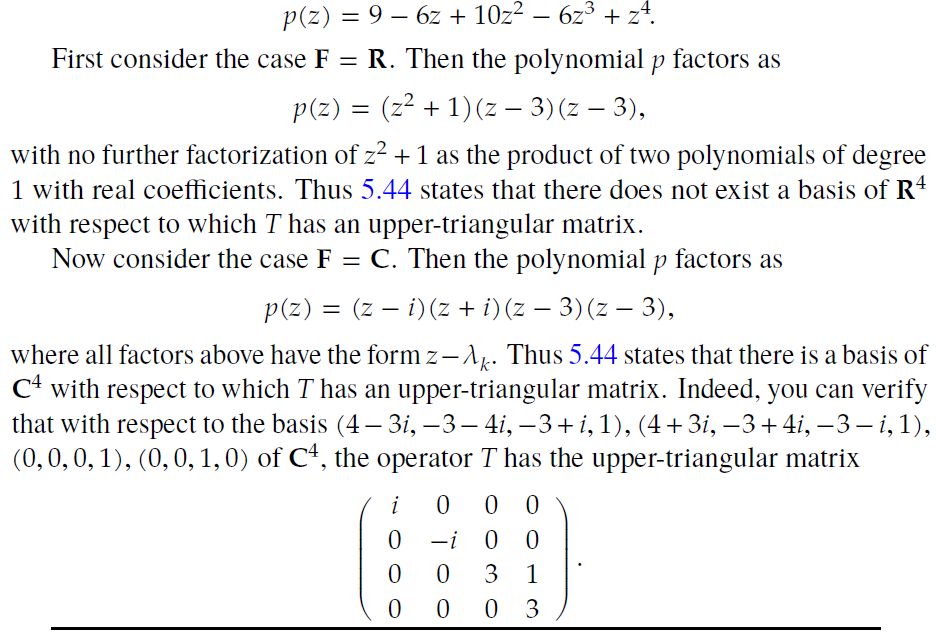 p(z) = 9 − 6z + 10z² − 6z³ + z⁴.
First consider the case F = R. Then the polynomial p factors as
p(z) = (z² + 1)(z − 3)(z − 3),
with no further factorization of z² + 1 as the product of two polynomials of degree
1 with real coefficients. Thus 5.44 states that there does not exist a basis of R⁴
with respect to which T has an upper-triangular matrix.
Now consider the case F = C. Then the polynomial p factors as
p(z) = (z − i)(z + i)(z − 3)(z − 3),
where all factors above have the form z − λₖ. Thus 5.44 states that there is a basis of
C⁴ with respect to which T has an upper-triangular matrix. Indeed, you can verify
that with respect to the basis (4 − 3i, −3 − 4i, −3 + i, 1), (4 + 3i, −3 + 4i, −3 − i, 1),
(0, 0, 0, 1), (0, 0, 1, 0) of C⁴, the operator T has the upper-triangular matrix
( i 0 0 0
0 −i 0 0
0 0 3 1
0 0 0 3 ).